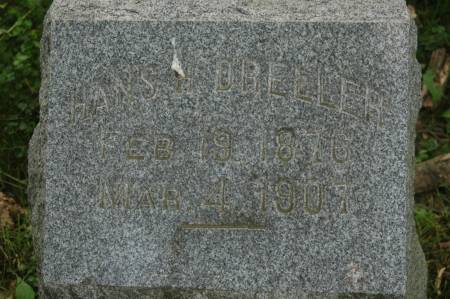 HANS H. DRELLER
FEB. 19, 1876
MAR. 4, 1907